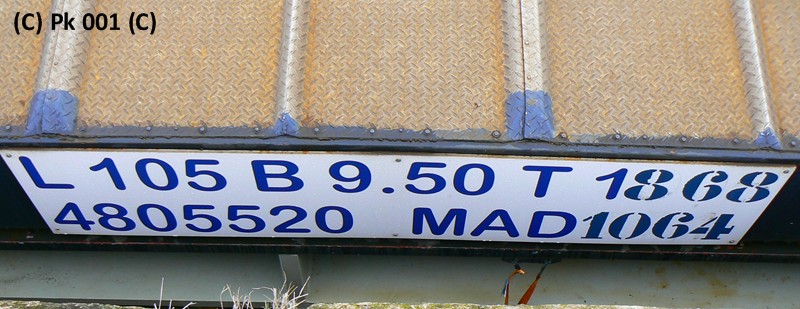 (C) Pk 001 (C)
L 105 B 9.50 T 1868
4805520 MAD1064